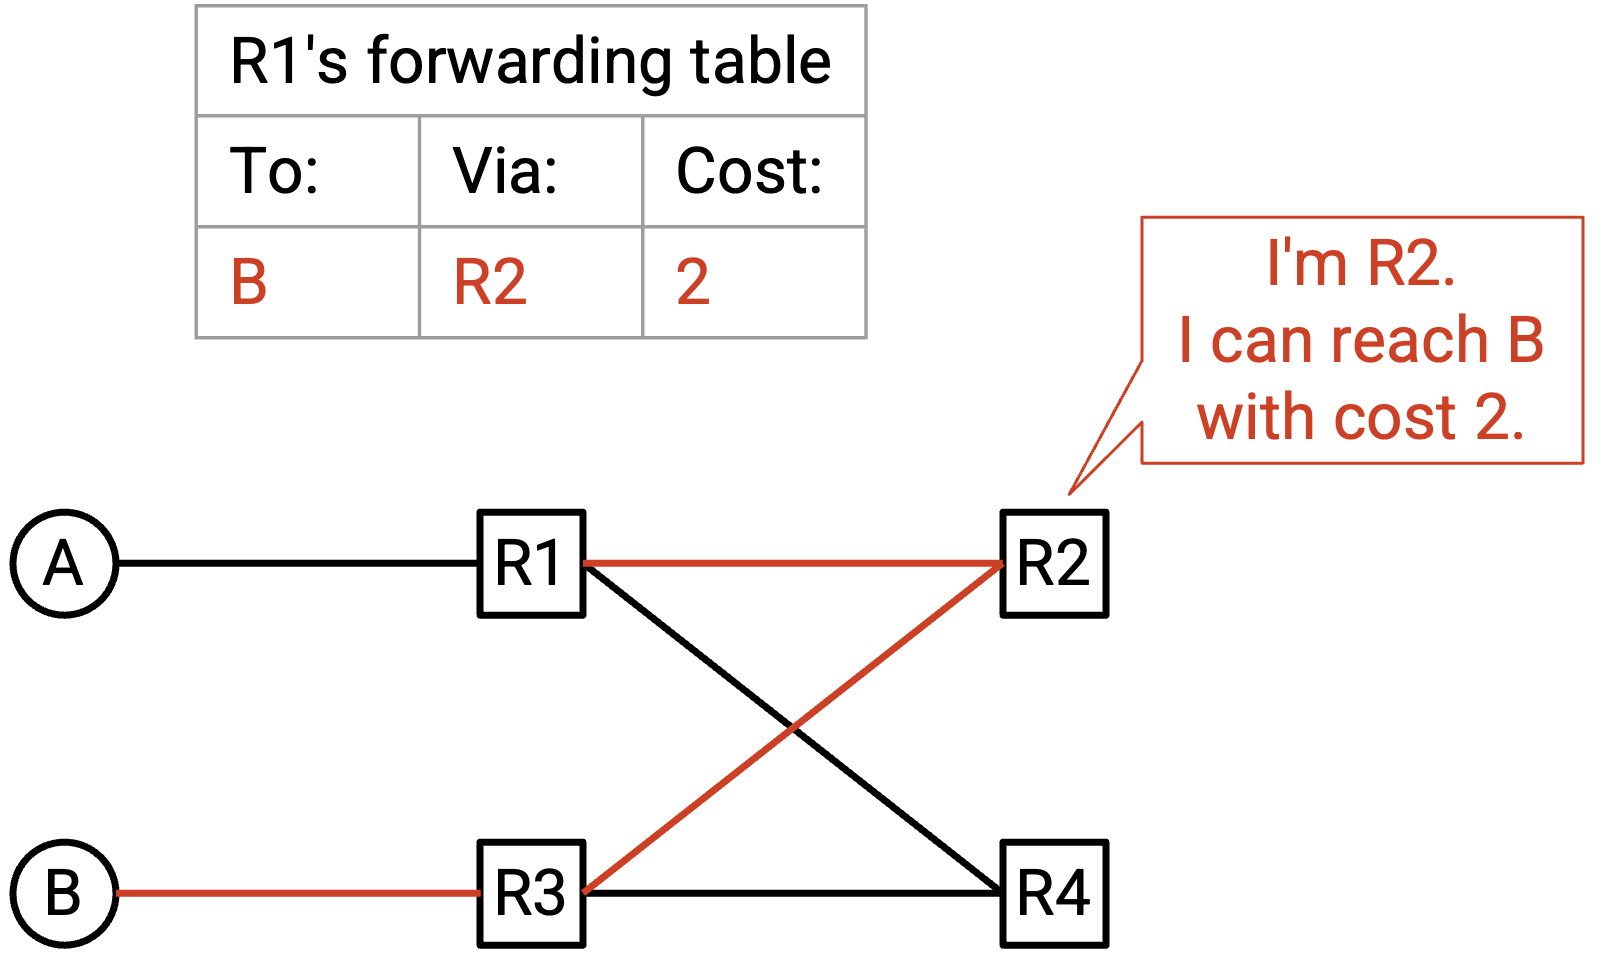 R1's forwarding table
To: Via: Cost:
B R2 2
I'm R2.
I can reach B
with cost 2.
A R1 R2
B R3 R4